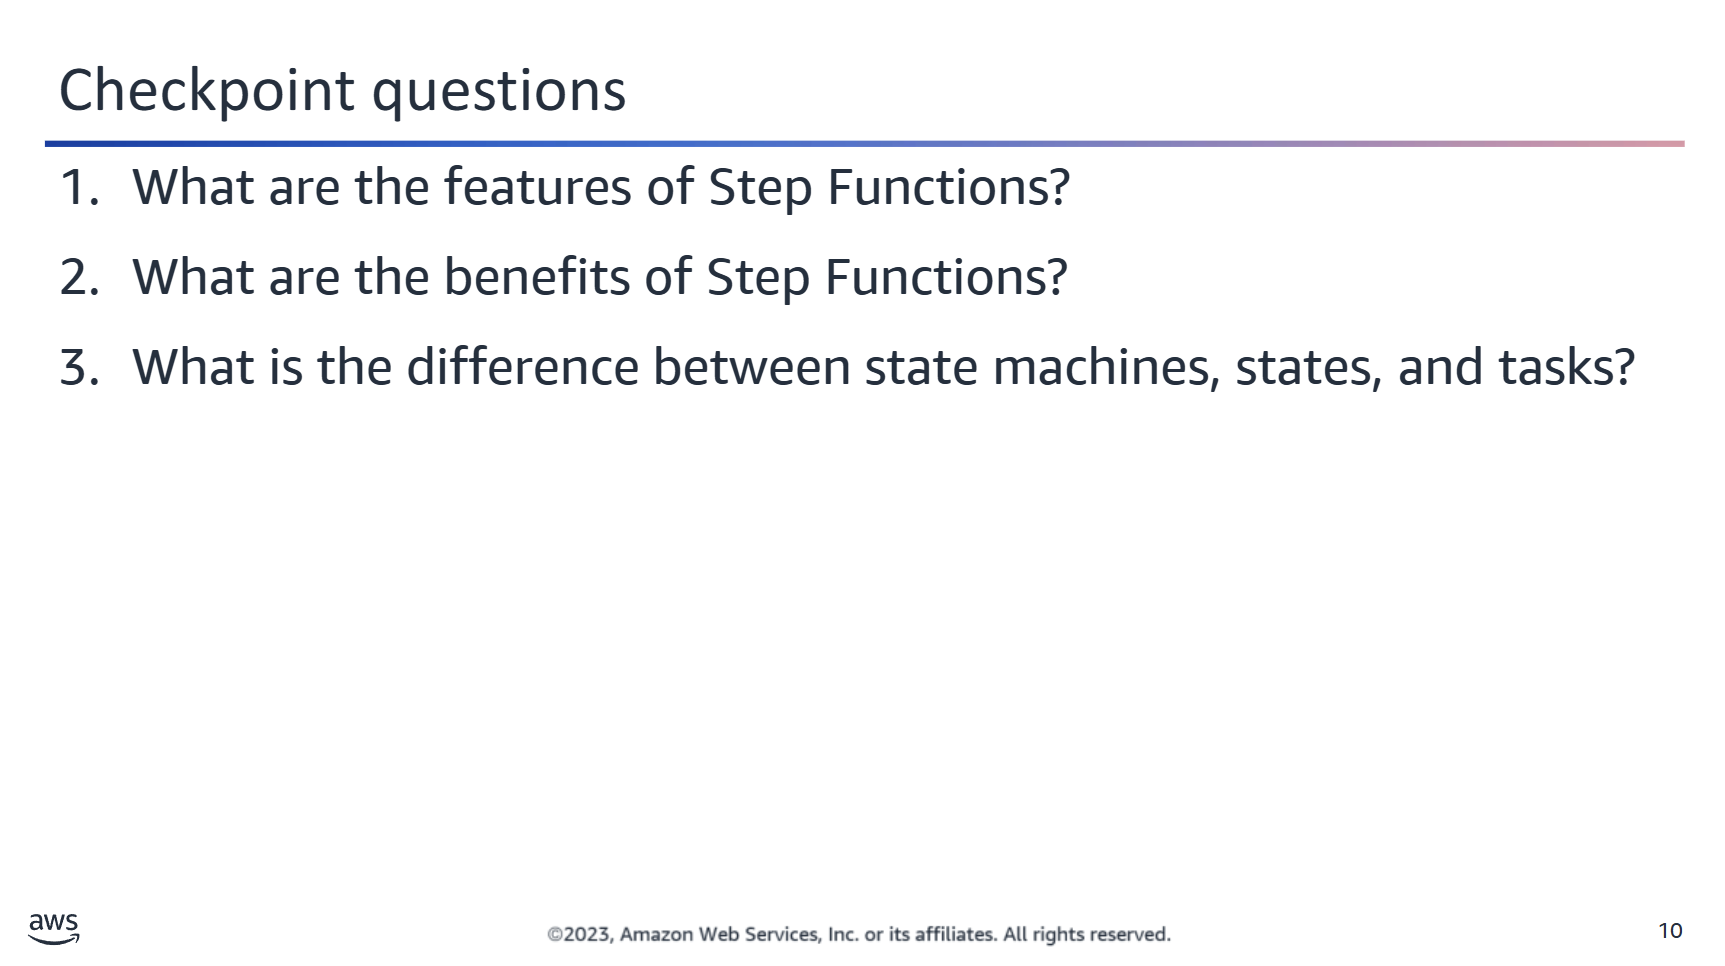 Checkpoint questions
1. What are the features of Step Functions?
2. What are the benefits of Step Functions?
3. What is the difference between state machines, states, and tasks?
aws
©2023, Amazon Web Services, Inc. or its affiliates. All rights reserved.
10